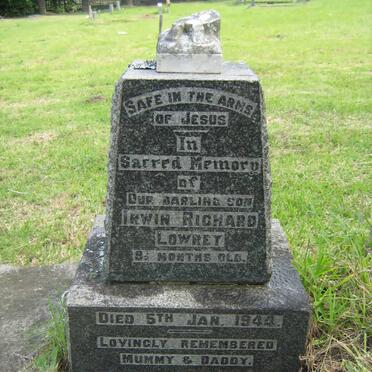 SAFE IN THE ARMS
OF JESUS
In
Sacred Memory
of
OUR DARLING SON
IRWIN RICHARD
LOWREY
MONTHS OLD.
DIED 5TH JAN. 1944.
LOVINGLY REMEMBERED
MUMMY & DADDY.